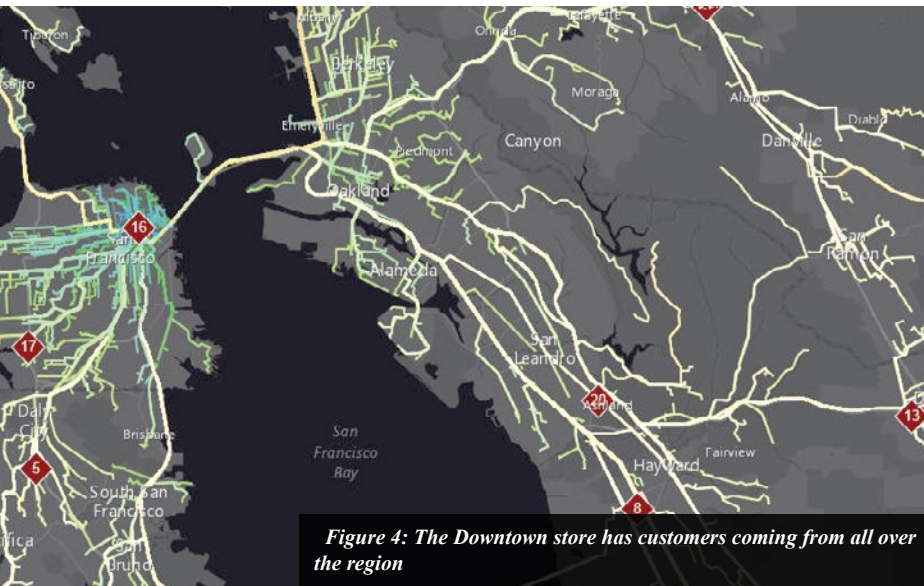 Tiburon
Albany
Orinda
Lafayette
Berkeley
Moraga
Alamo
Diablo
Emeryville
Canyon
Danville
Piedmont
Oakland
16
San
Francisco
San
Ramon
Alameda
17
San
Leandro
20
Ashland
13
Daly
City
Brisbane
San
Francisco
Bay
Fairview
5
Hayward
South San
Francisco
8
San
Bruno
Figure 4: The Downtown store has customers coming from all over
the region